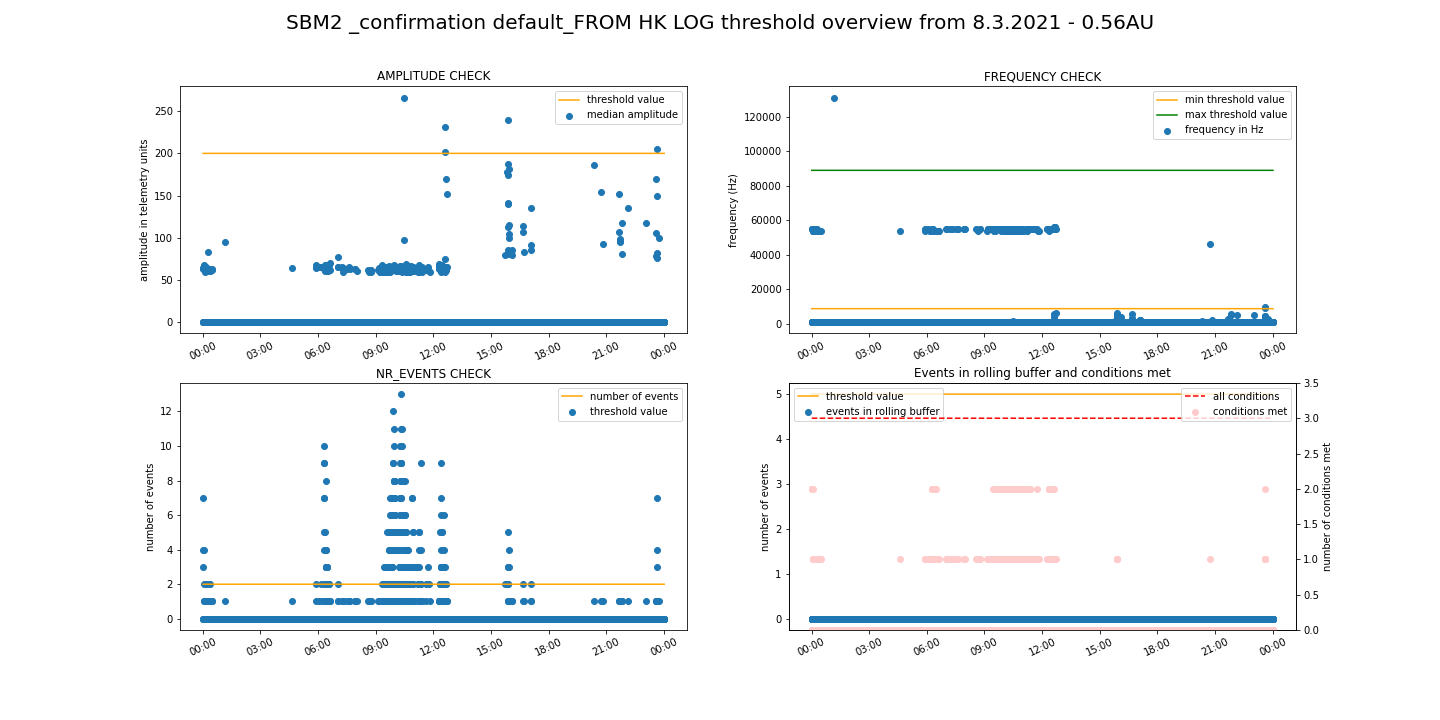 SBM2 _confirmation default_FROM HK LOG threshold overview from 8.3.2021 - 0.56AU
AMPLITUDE CHECK
amplitude in telemetry units
250
200
150
100
50
0
threshold value
median amplitude
00:00 03:00 06:00 09:00 12:00 15:00 18:00 21:00 00:00
FREQUENCY CHECK
frequency (Hz)
120000
100000
80000
60000
40000
20000
0
min threshold value
max threshold value
frequency in Hz
00:00 03:00 06:00 09:00 12:00 15:00 18:00 21:00 00:00
NR_EVENTS CHECK
number of events
12
10
8
6
4
2
0
number of events
threshold value
00:00 03:00 06:00 09:00 12:00 15:00 18:00 21:00 00:00
Events in rolling buffer and conditions met
number of events
5
4
3
2
1
0
threshold value
events in rolling buffer
all conditions
conditions met
3.5
3.0
2.5
2.0
1.5
1.0
0.5
0.0
number of conditions met
00:00 03:00 06:00 09:00 12:00 15:00 18:00 21:00 00:00